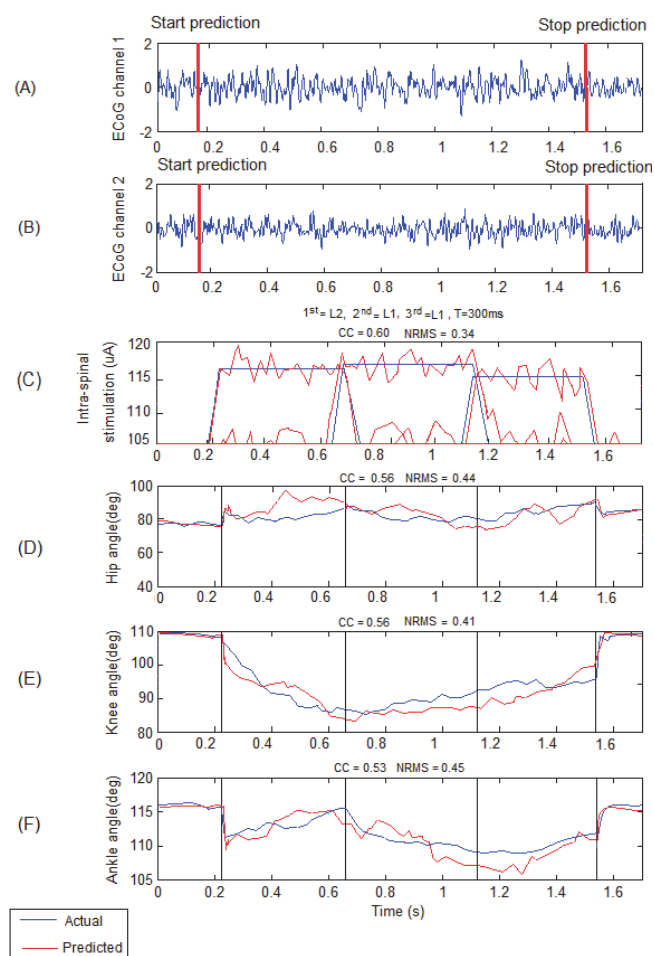 Start prediction Stop prediction
(A)
ECoG channel 1
2
0
-2
0 0.2 0.4 0.6 0.8 1 1.2 1.4 1.6
Start prediction Stop prediction
(B)
ECoG channel 2
2
0
-2
0 0.2 0.4 0.6 0.8 1 1.2 1.4 1.6
1st = L2, 2nd = L1, 3rd =L1 , T=300ms
CC = 0.60 NRMS = 0.34
(C)
Intra-spinal
stimulation (uA)
120
115
110
105
0 0.2 0.4 0.6 0.8 1 1.2 1.4 1.6
CC = 0.56 NRMS = 0.44
(D)
Hip angle(deg)
100
80
60
40
0 0.2 0.4 0.6 0.8 1 1.2 1.4 1.6
CC = 0.56 NRMS = 0.41
(E)
Knee angle(deg)
110
100
90
80
0 0.2 0.4 0.6 0.8 1 1.2 1.4 1.6
CC = 0.53 NRMS = 0.45
(F)
Ankle angle(deg)
115
110
105
120
0 0.2 0.4 0.6 0.8 1 1.2 1.4 1.6
Time (s)
Actual
Predicted